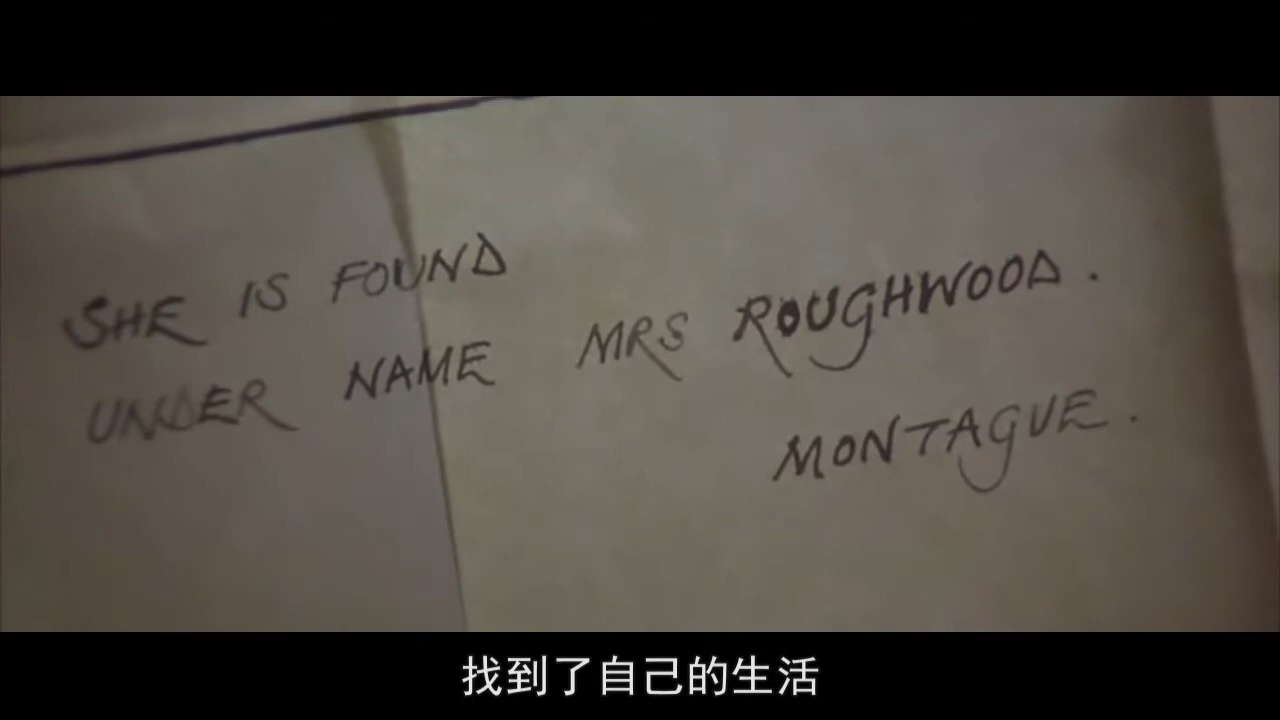 SHE IS FOUND
UNDER NAME MRS ROUGHWOOD.
MONTAGUE.
找到了自己的生活